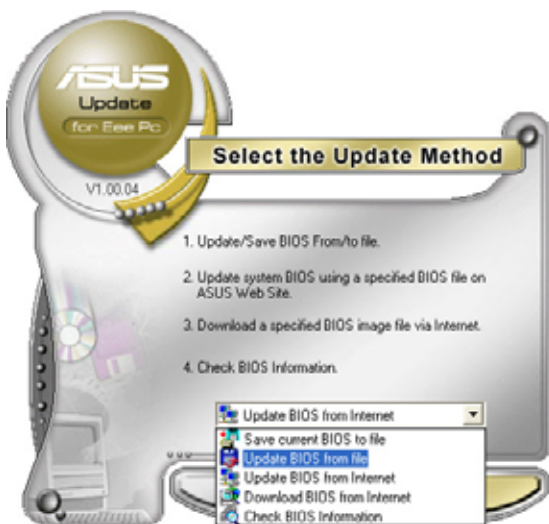 ASUS
Update
for Eee Pc
V1.00.04
Select the Update Method
1. Update/Save BIOS From/to file.
2. Update system BIOS using a specified BIOS file on
ASUS Web Site.
3. Download a specified BIOS image file via Internet.
4. Check BIOS Information.
Update BIOS from Internet
Save current BIOS to file
Update BIOS from file
Update BIOS from Internet
Download BIOS from Internet
Check BIOS Information